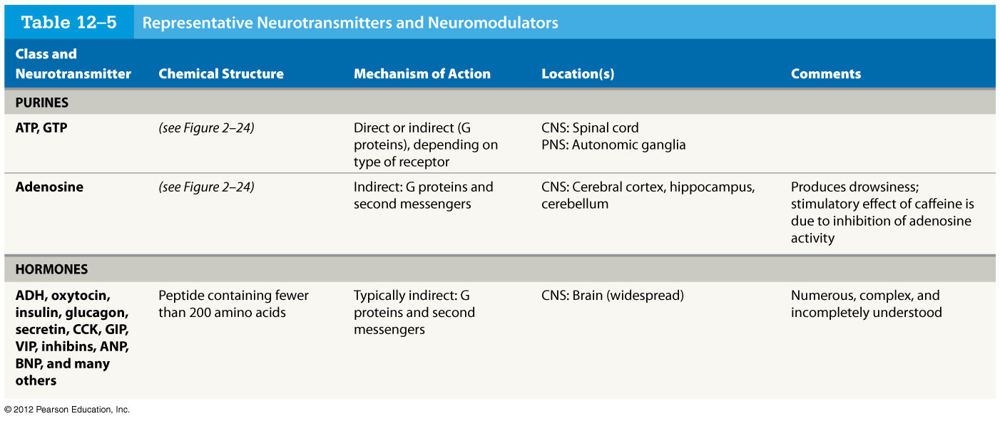 Table 12–5 Representative Neurotransmitters and Neuromodulators
Class and
Neurotransmitter Chemical Structure Mechanism of Action Location(s) Comments
PURINES
ATP, GTP (see Figure 2–24) Direct or indirect (G CNS: Spinal cord
proteins), depending on PNS: Autonomic ganglia
type of receptor
Adenosine (see Figure 2–24) Indirect: G proteins and CNS: Cerebral cortex, hippocampus, Produces drowsiness;
second messengers cerebellum stimulatory effect of caffeine is
due to inhibition of adenosine
activity
HORMONES
ADH, oxytocin, Peptide containing fewer Typically indirect: G CNS: Brain (widespread) Numerous, complex, and
insulin, glucagon, than 200 amino acids proteins and second incompletely understood
secretin, CCK, GIP, messengers
VIP, inhibins, ANP,
BNP, and many
others
© 2012 Pearson Education, Inc.